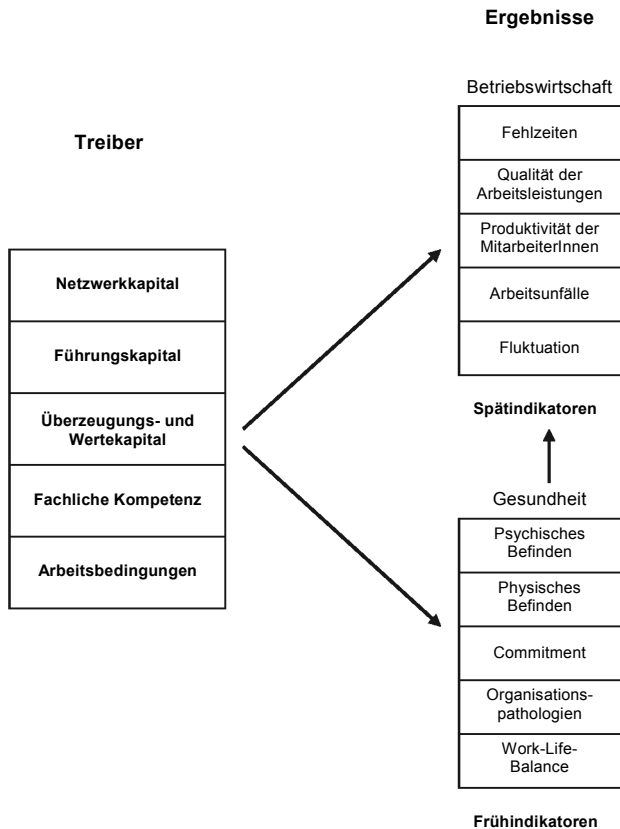 Ergebnisse
Betriebswirtschaft
Fehlzeiten
Qualität der
Arbeitsleistungen
Produktivität der
MitarbeiterInnen
Arbeitsunfälle
Fluktuation
Spätindikatoren
Treiber
Netzwerkkapital
Führungskapital
Überzeugungs- und
Wertekapital
Fachliche Kompetenz
Arbeitsbedingungen
Gesundheit
Psychisches
Befinden
Physisches
Befinden
Commitment
Organisations-
pathologien
Work-Life-
Balance
Frühindikatoren